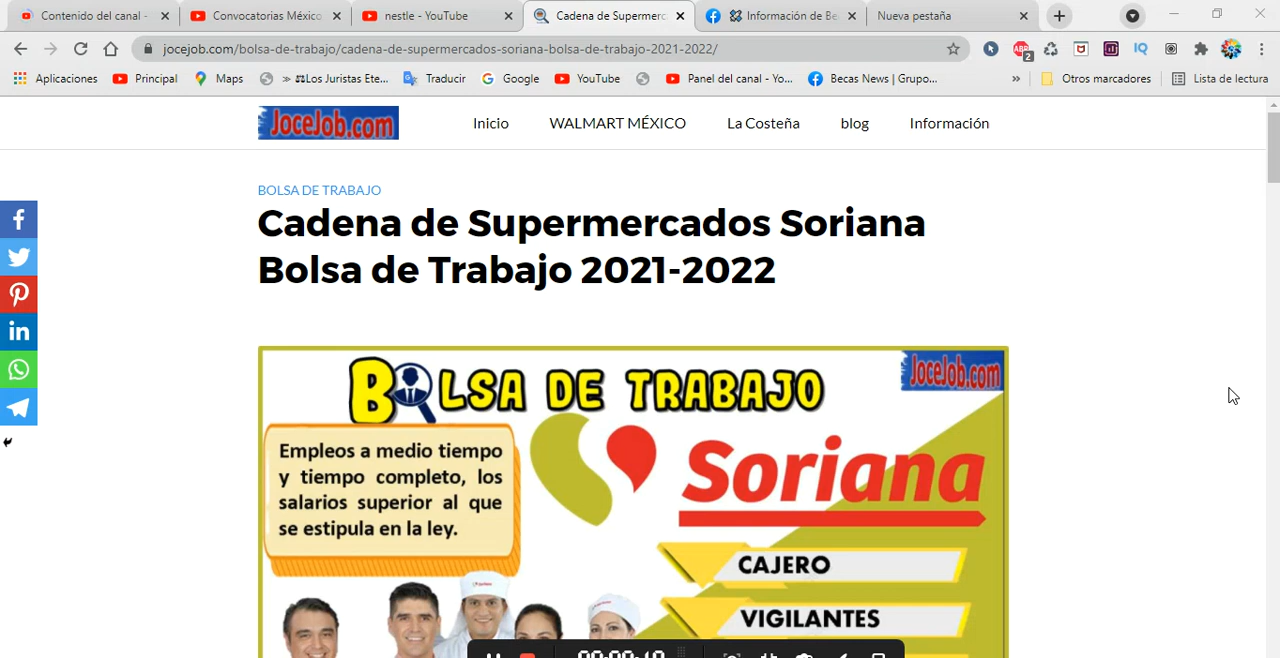 Contenido del canal -
Convocatorias México
nestle - YouTube
Cadena de Supermerc
Información de Be
Nueva pestaña
jocejob.com/bolsa-de-trabajo/cadena-de-supermercados-soriana-bolsa-de-trabajo-2021-2022/
ABP
2
IQ
Aplicaciones
Principal
Maps
» ⚖Los Juristas Ete...
Traducir
Google
YouTube
Panel del canal - Yo...
Becas News | Grupo...
»
Otros marcadores
Lista de lectura
JoceJob.com
Inicio
WALMART MÉXICO
La Costeña
blog
Información
BOLSA DE TRABAJO
Cadena de Supermercados Soriana
Bolsa de Trabajo 2021-2022
BOLSA DE TRABAJO
JoceJob.com
Empleos a medio tiempo
y tiempo completo, los
salarios superior al que
se estipula en la ley.
Soriana
CAJERO
VIGILANTES